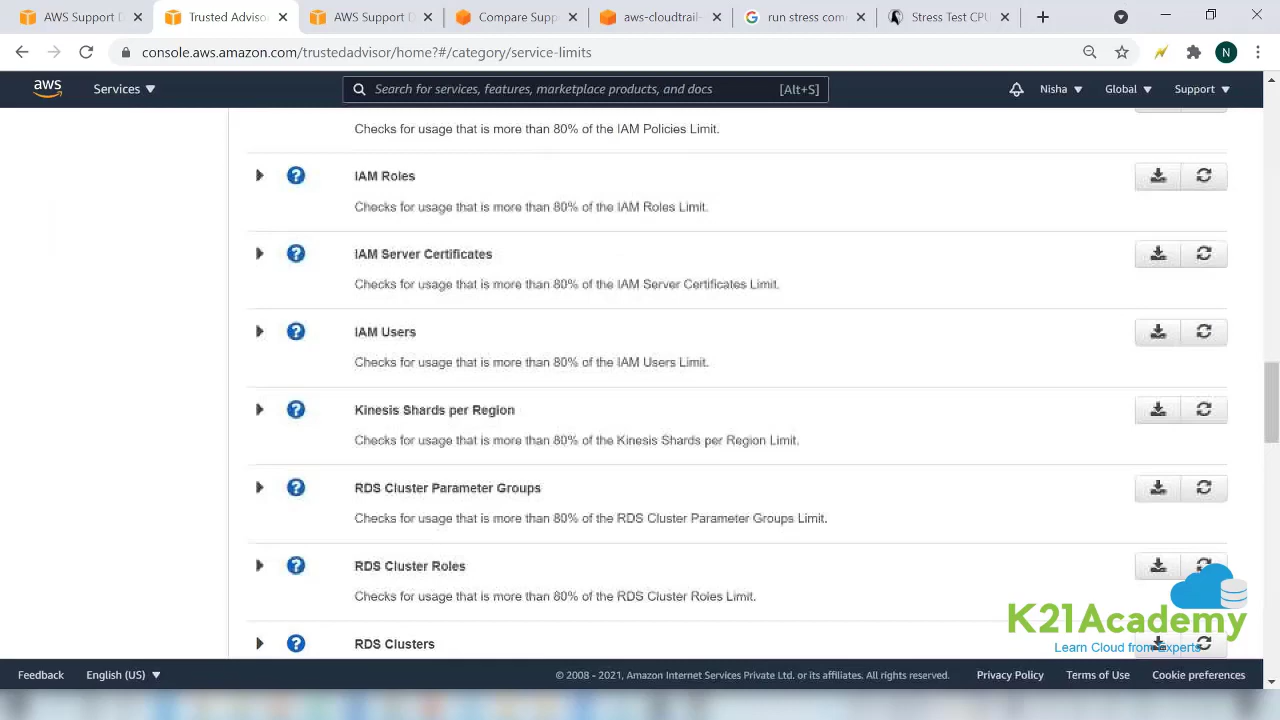 AWS Support D
Trusted Adviso
AWS Support D
Compare Supp
aws-cloudtrail-
run stress com
Stress Test CPU
console.aws.amazon.com/trustedadvisor/home?#/category/service-limits
N
aws
Services
Search for services, features, marketplace products, and docs
[Alt+S]
Nisha
Global
Support
Checks for usage that is more than 80% of the IAM Policies Limit.
IAM Roles
Checks for usage that is more than 80% of the IAM Roles Limit.
IAM Server Certificates
Checks for usage that is more than 80% of the IAM Server Certificates Limit.
IAM Users
Checks for usage that is more than 80% of the IAM Users Limit.
Kinesis Shards per Region
Checks for usage that is more than 80% of the Kinesis Shards per Region Limit.
RDS Cluster Parameter Groups
Checks for usage that is more than 80% of the RDS Cluster Parameter Groups Limit.
RDS Cluster Roles
Checks for usage that is more than 80% of the RDS Cluster Roles Limit.
RDS Clusters
K21Academy
Learn Cloud from Experts
Feedback
English (US)
© 2008 - 2021, Amazon Internet Services Private Ltd. or its affiliates. All rights reserved.
Privacy Policy
Terms of Use
Cookie preferences